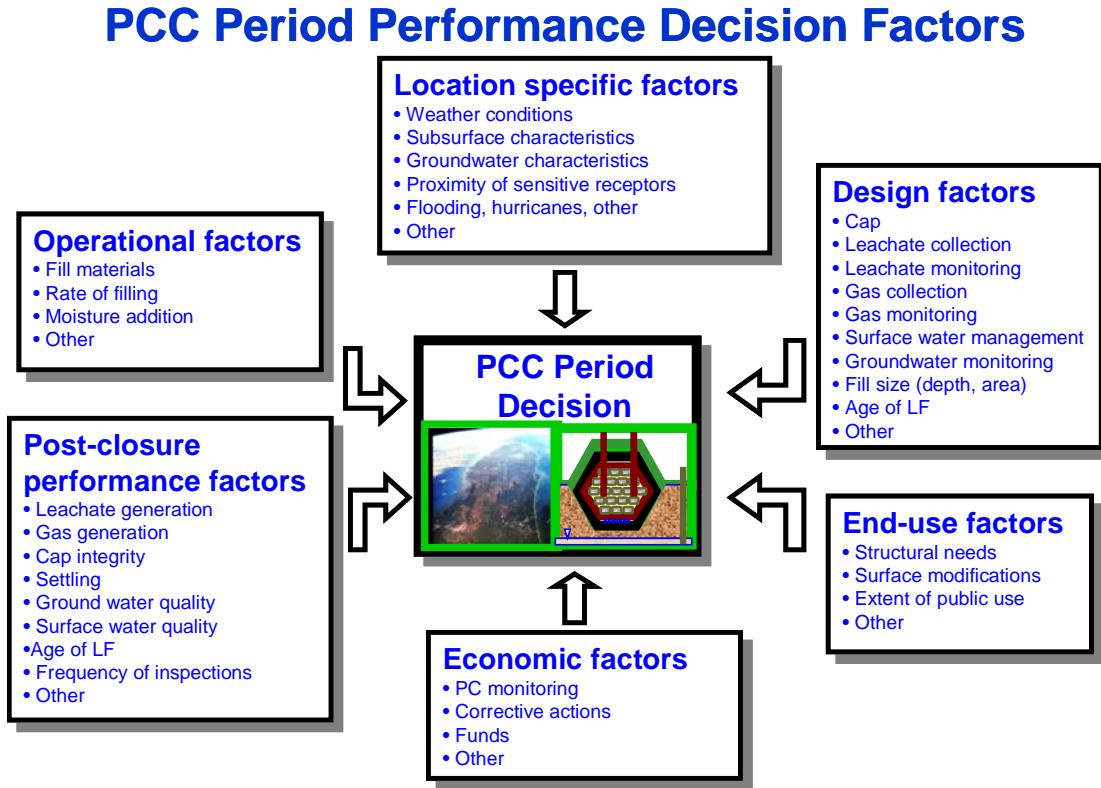 PCC Period Performance Decision Factors
Location specific factors
• Weather conditions
• Subsurface characteristics
• Groundwater characteristics
• Proximity of sensitive receptors
• Flooding, hurricanes, other
• Other
Operational factors
• Fill materials
• Rate of filling
• Moisture addition
• Other
Design factors
• Cap
• Leachate collection
• Leachate monitoring
• Gas collection
• Gas monitoring
• Surface water management
• Groundwater monitoring
• Fill size (depth, area)
• Age of LF
• Other
PCC Period
Decision
Post-closure
performance factors
• Leachate generation
• Gas generation
• Cap integrity
• Settling
• Ground water quality
• Surface water quality
•Age of LF
• Frequency of inspections
• Other
End-use factors
• Structural needs
• Surface modifications
• Extent of public use
• Other
Economic factors
• PC monitoring
• Corrective actions
• Funds
• Other